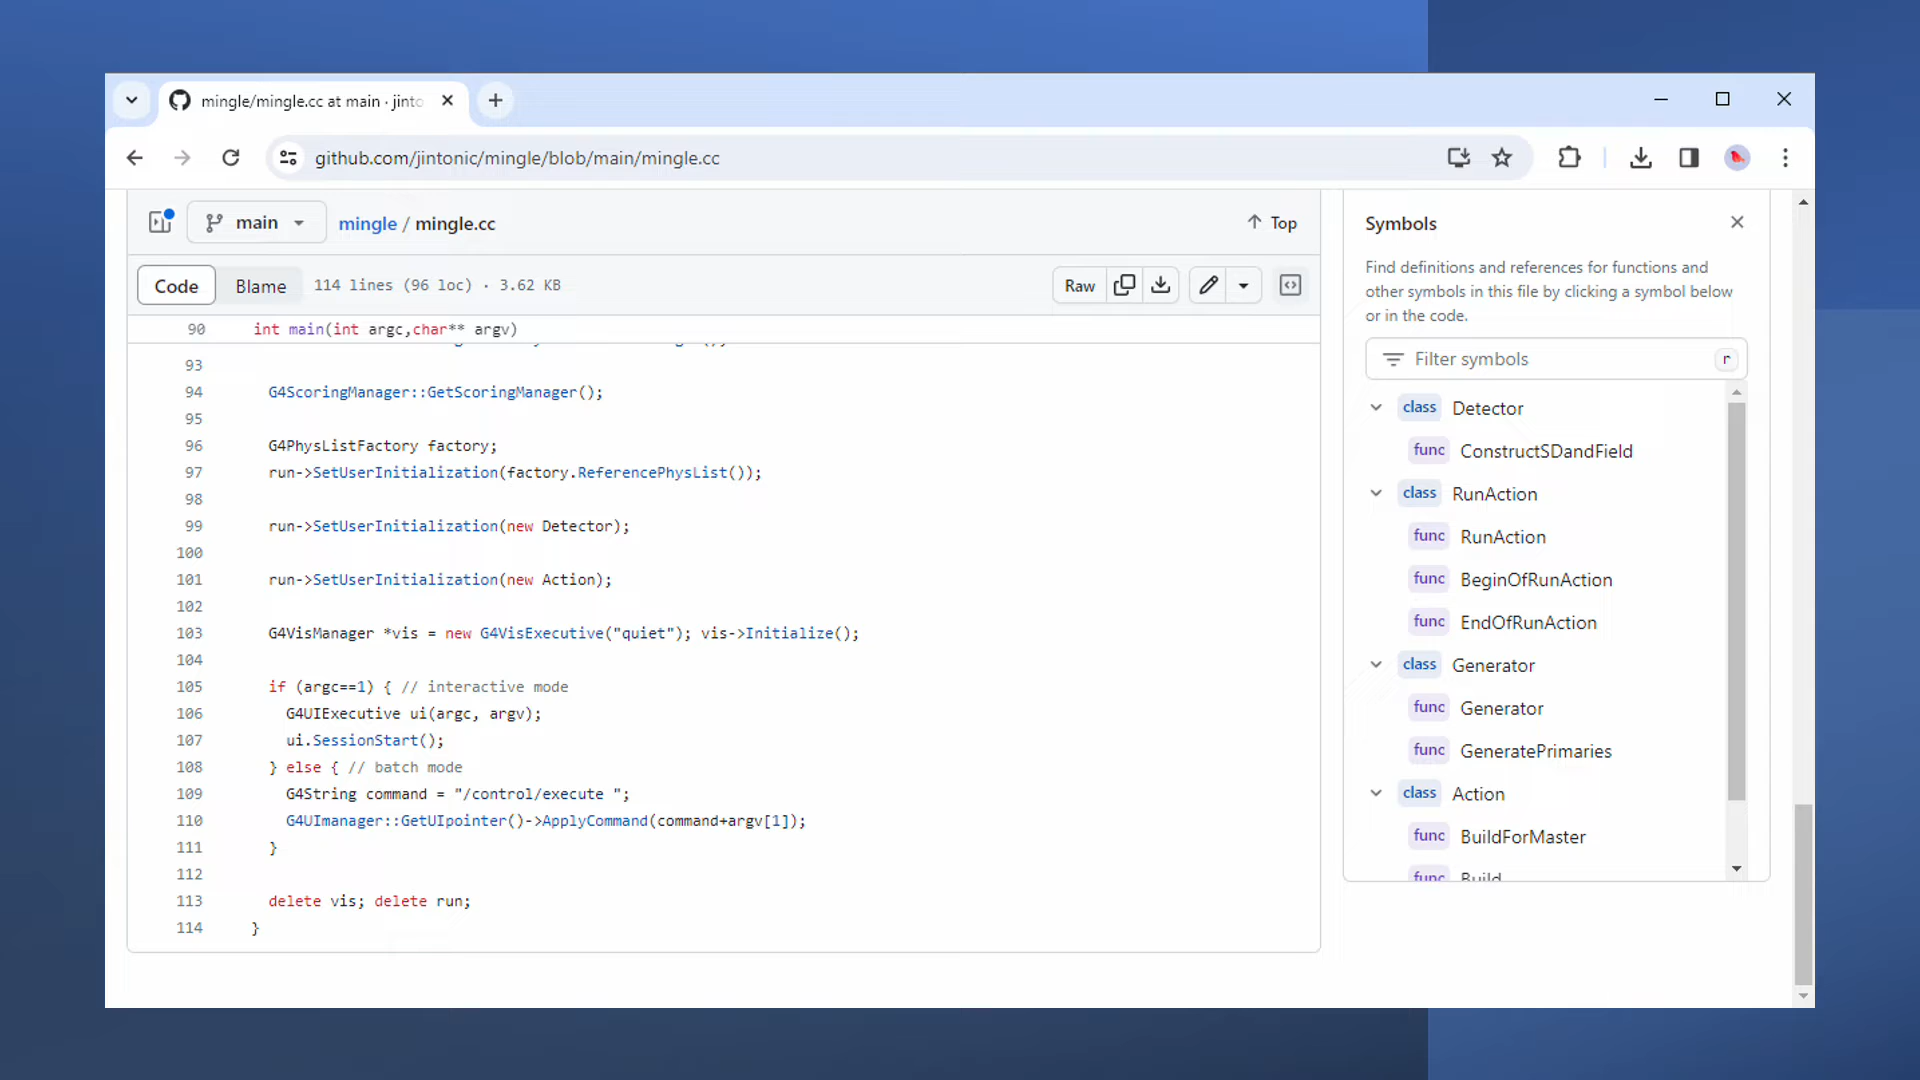 mingle/mingle.cc at main · jinto
github.com/jintonic/mingle/blob/main/mingle.cc
main
mingle / mingle.cc
Top
Code
Blame
114 lines (96 loc) · 3.62 KB
Raw
90 int main(int argc,char** argv)
93
94 G4ScoringManager::GetScoringManager();
95
96 G4PhysListFactory factory;
97 run->SetUserInitialization(factory.ReferencePhysList());
98
99 run->SetUserInitialization(new Detector);
100
101 run->SetUserInitialization(new Action);
102
103 G4VisManager *vis = new G4VisExecutive("quiet"); vis->Initialize();
104
105 if (argc==1) { // interactive mode
106 G4UIExecutive ui(argc, argv);
107 ui.SessionStart();
108 } else { // batch mode
109 G4String command = "/control/execute ";
110 G4UImanager::GetUIpointer()->ApplyCommand(command+argv[1]);
111 }
112
113 delete vis; delete run;
114 }
Symbols
Find definitions and references for functions and
other symbols in this file by clicking a symbol below
or in the code.
Filter symbols r
class Detector
func ConstructSDandField
class RunAction
func RunAction
func BeginOfRunAction
func EndOfRunAction
class Generator
func Generator
func GeneratePrimaries
class Action
func BuildForMaster
func Build